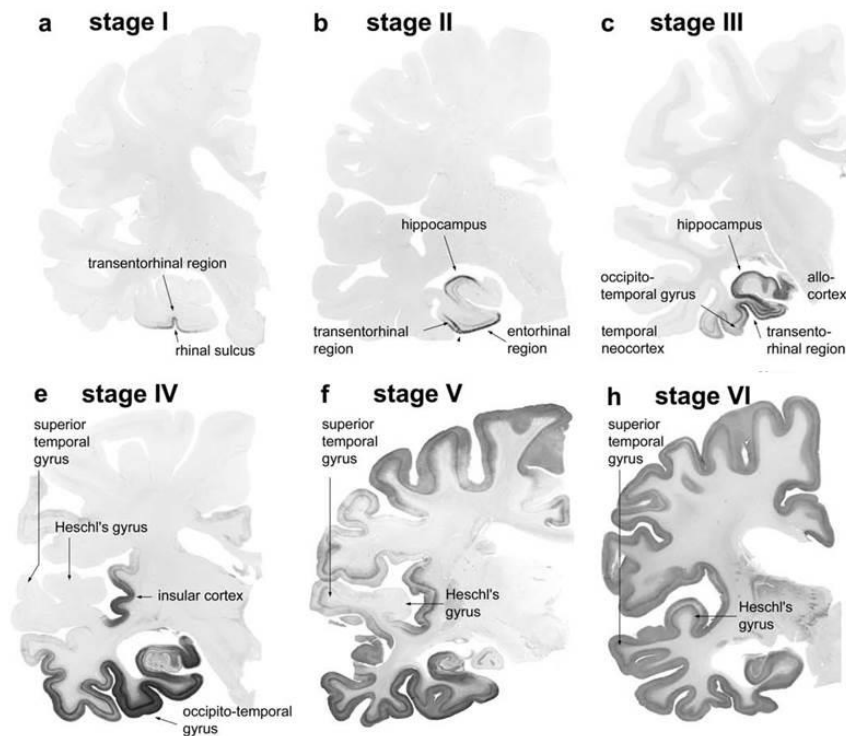 a stage I
transentorhinal region
rhinal sulcus
b stage II
hippocampus
transentorhinal
region
entorhinal
region
c stage III
hippocampus
occipito-
temporal gyrus
allo-
cortex
temporal
neocortex
transento-
rhinal region
e stage IV
superior
temporal
gyrus
Heschl's gyrus
insular cortex
occipito-temporal
gyrus
f stage V
superior
temporal
gyrus
Heschl's
gyrus
h stage VI
superior
temporal
gyrus
Heschl's
gyrus